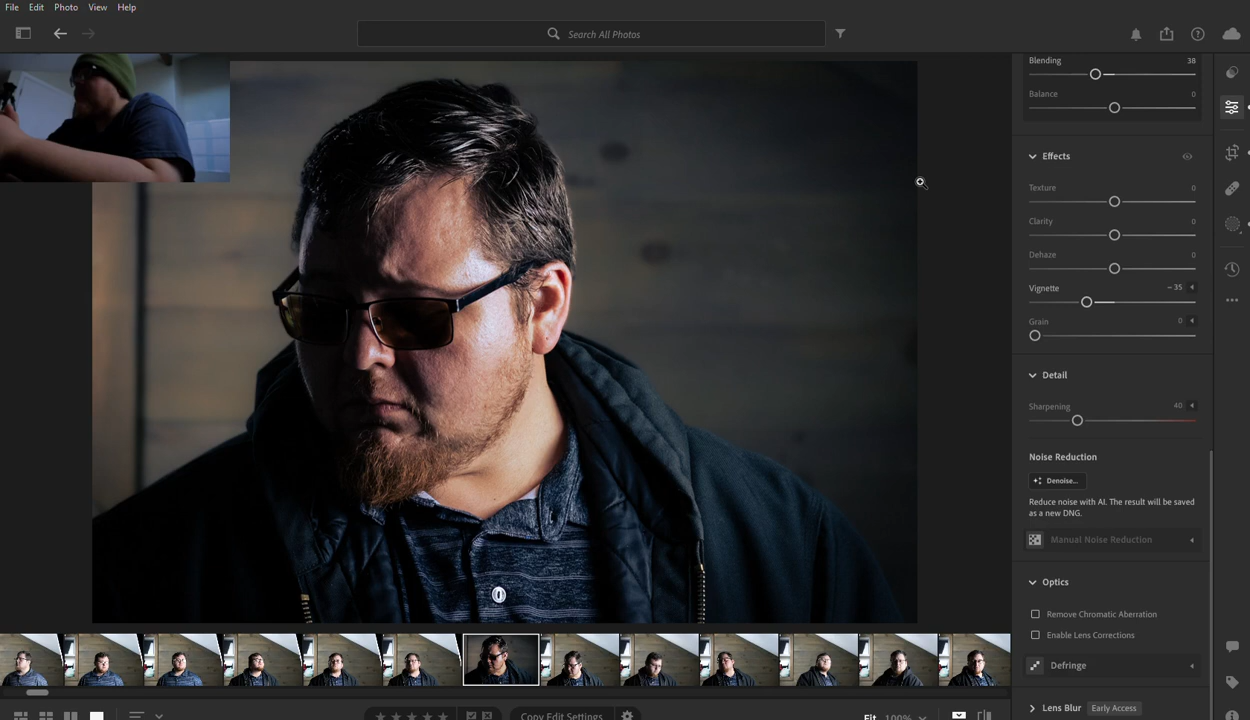 File Edit Photo View Help
Search All Photos
Blending 38
Balance 0
Effects
Texture 0
Clarity 0
Dehaze 0
Vignette – 35
Grain 0
Detail
Sharpening 40
Noise Reduction
Denoise...
Reduce noise with AI. The result will be saved
as a new DNG.
Manual Noise Reduction
Optics
Remove Chromatic Aberration
Enable Lens Corrections
Defringe
Lens Blur Early Access
Copy Edit Settings
Fit 100%